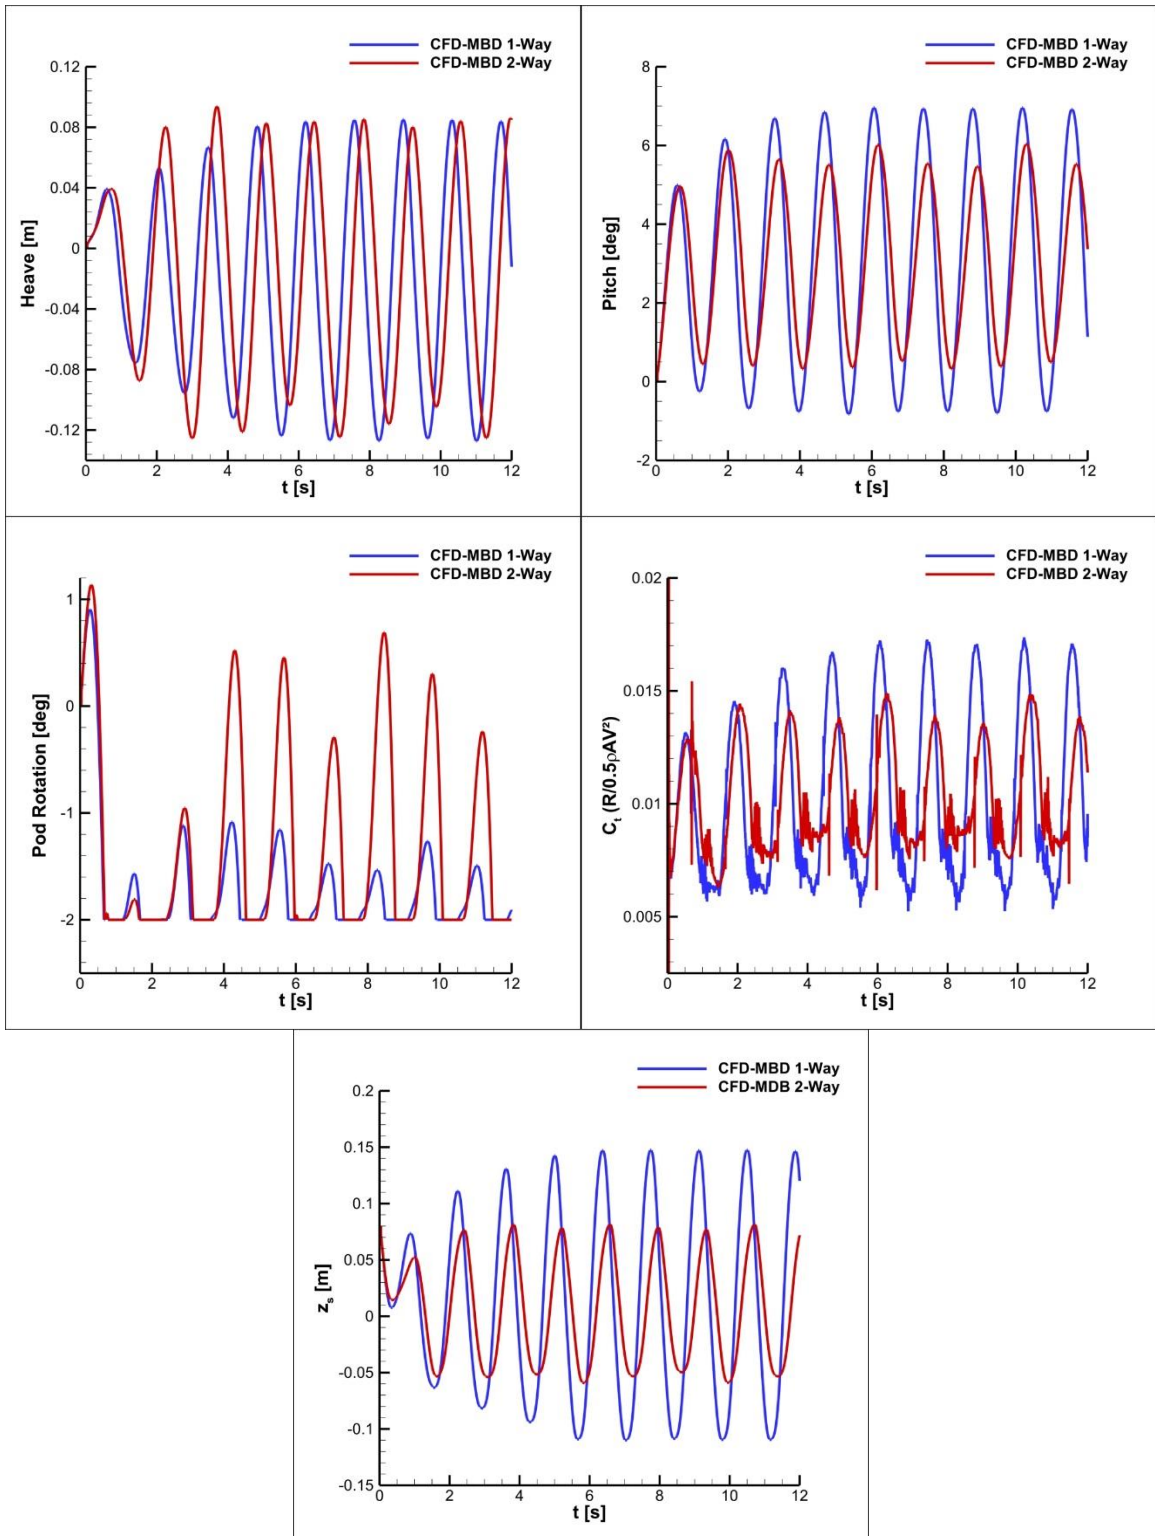 CFD-MBD 1-Way
CFD-MBD 2-Way
0.12
0.08
0.04
0
-0.04
-0.08
-0.12
Heave [m]
0 2 4 6 8 10 12
t [s]
CFD-MBD 1-Way
CFD-MBD 2-Way
8
6
4
2
0
-2
Pitch [deg]
0 2 4 6 8 10 12
t [s]
CFD-MBD 1-Way
CFD-MBD 2-Way
1
0
-1
-2
Pod Rotation [deg]
0 2 4 6 8 10 12
t [s]
CFD-MBD 1-Way
CFD-MBD 2-Way
0.02
0.015
0.01
0.005
Cₜ (R/0.5ρAV²)
0 2 4 6 8 10 12
t [s]
CFD-MBD 1-Way
CFD-MDB 2-Way
0.2
0.15
0.1
0.05
0
-0.05
-0.1
-0.15
zₛ [m]
0 2 4 6 8 10 12
t [s]